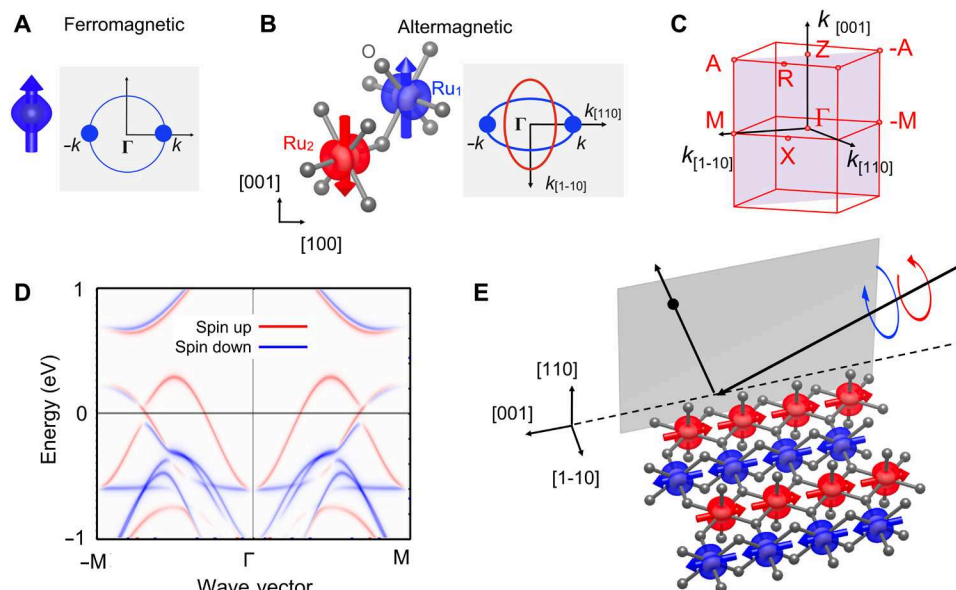 A
Ferromagnetic
–k
Γ
k
B
Altermagnetic
O
Ru1
Ru2
[001]
[100]
Γ
k[110]
–k
k
k[1-10]
C
k [001]
A
Z
-A
R
M
Γ
-M
X
k[1-10]
k[110]
D
Energy (eV)
1
0
–1
Spin up
Spin down
–M
Γ
M
Wave vector
E
[110]
[001]
[1-10]